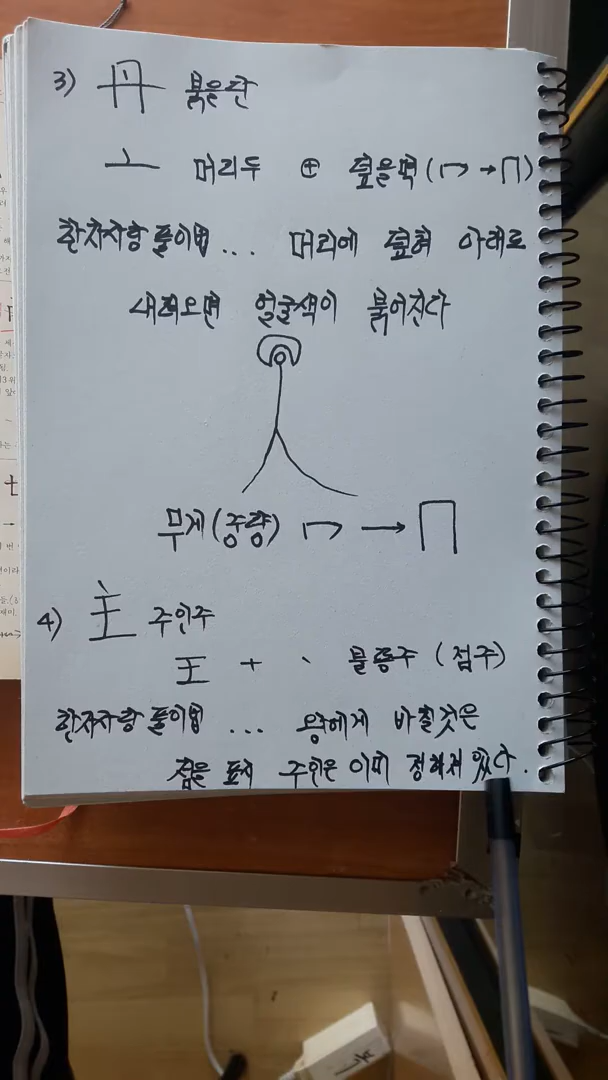 3) 丹 붉을단
亠 머리두 ⊕ 덮을멱 (冖→冂)
한자자랑 풀이법 ... 머리에 덮혀 아래로
내려오면 얼굴색이 붉어진다
무게(중량) 冖 → 冂
4) 主 주인주
王 + 丶 불똥주 (점주)
한자자랑 풀이법 ... 왕에게 바칠것은
점을 표시 주인은 이미 정해져 있다.